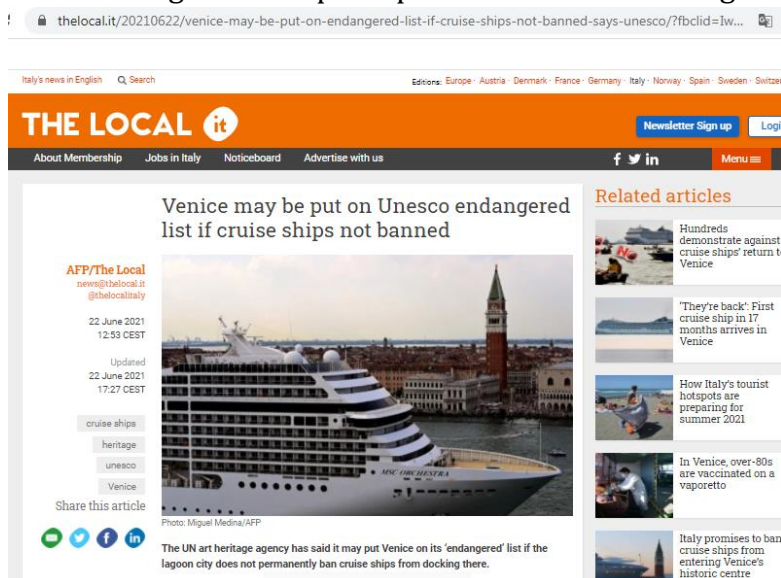 thelocal.it/20210622/venice-may-be-put-on-endangered-list-if-cruise-ships-not-banned-says-unesco/?fbclid=Iw...
Italy's news in English Search
Editions: Europe · Austria · Denmark · France · Germany · Italy · Norway · Spain · Sweden
THE LOCAL it
Newsletter Sign up
About Membership Jobs in Italy Noticeboard Advertise with us
Menu
Venice may be put on Unesco endangered
list if cruise ships not banned
AFP/The Local
news@thelocal.it
@thelocalitaly
22 June 2021
12:53 CEST
Updated
22 June 2021
17:27 CEST
cruise ships
heritage
unesco
Venice
Share this article
MSC ORCHESTRA
Photo: Miguel Medina/AFP
The UN art heritage agency has said it may put Venice on its 'endangered' list if the
lagoon city does not permanently ban cruise ships from docking there.
Related articles
Hundreds
demonstrate against
cruise ships' return
Venice
'They're back': First
cruise ship in 17
months arrives in
Venice
How Italy's tourist
hotspots are
preparing for
summer 2021
In Venice, over-80s
are vaccinated on a
vaporetto
Italy promises to ban
cruise ships from
entering Venice's
historic centre